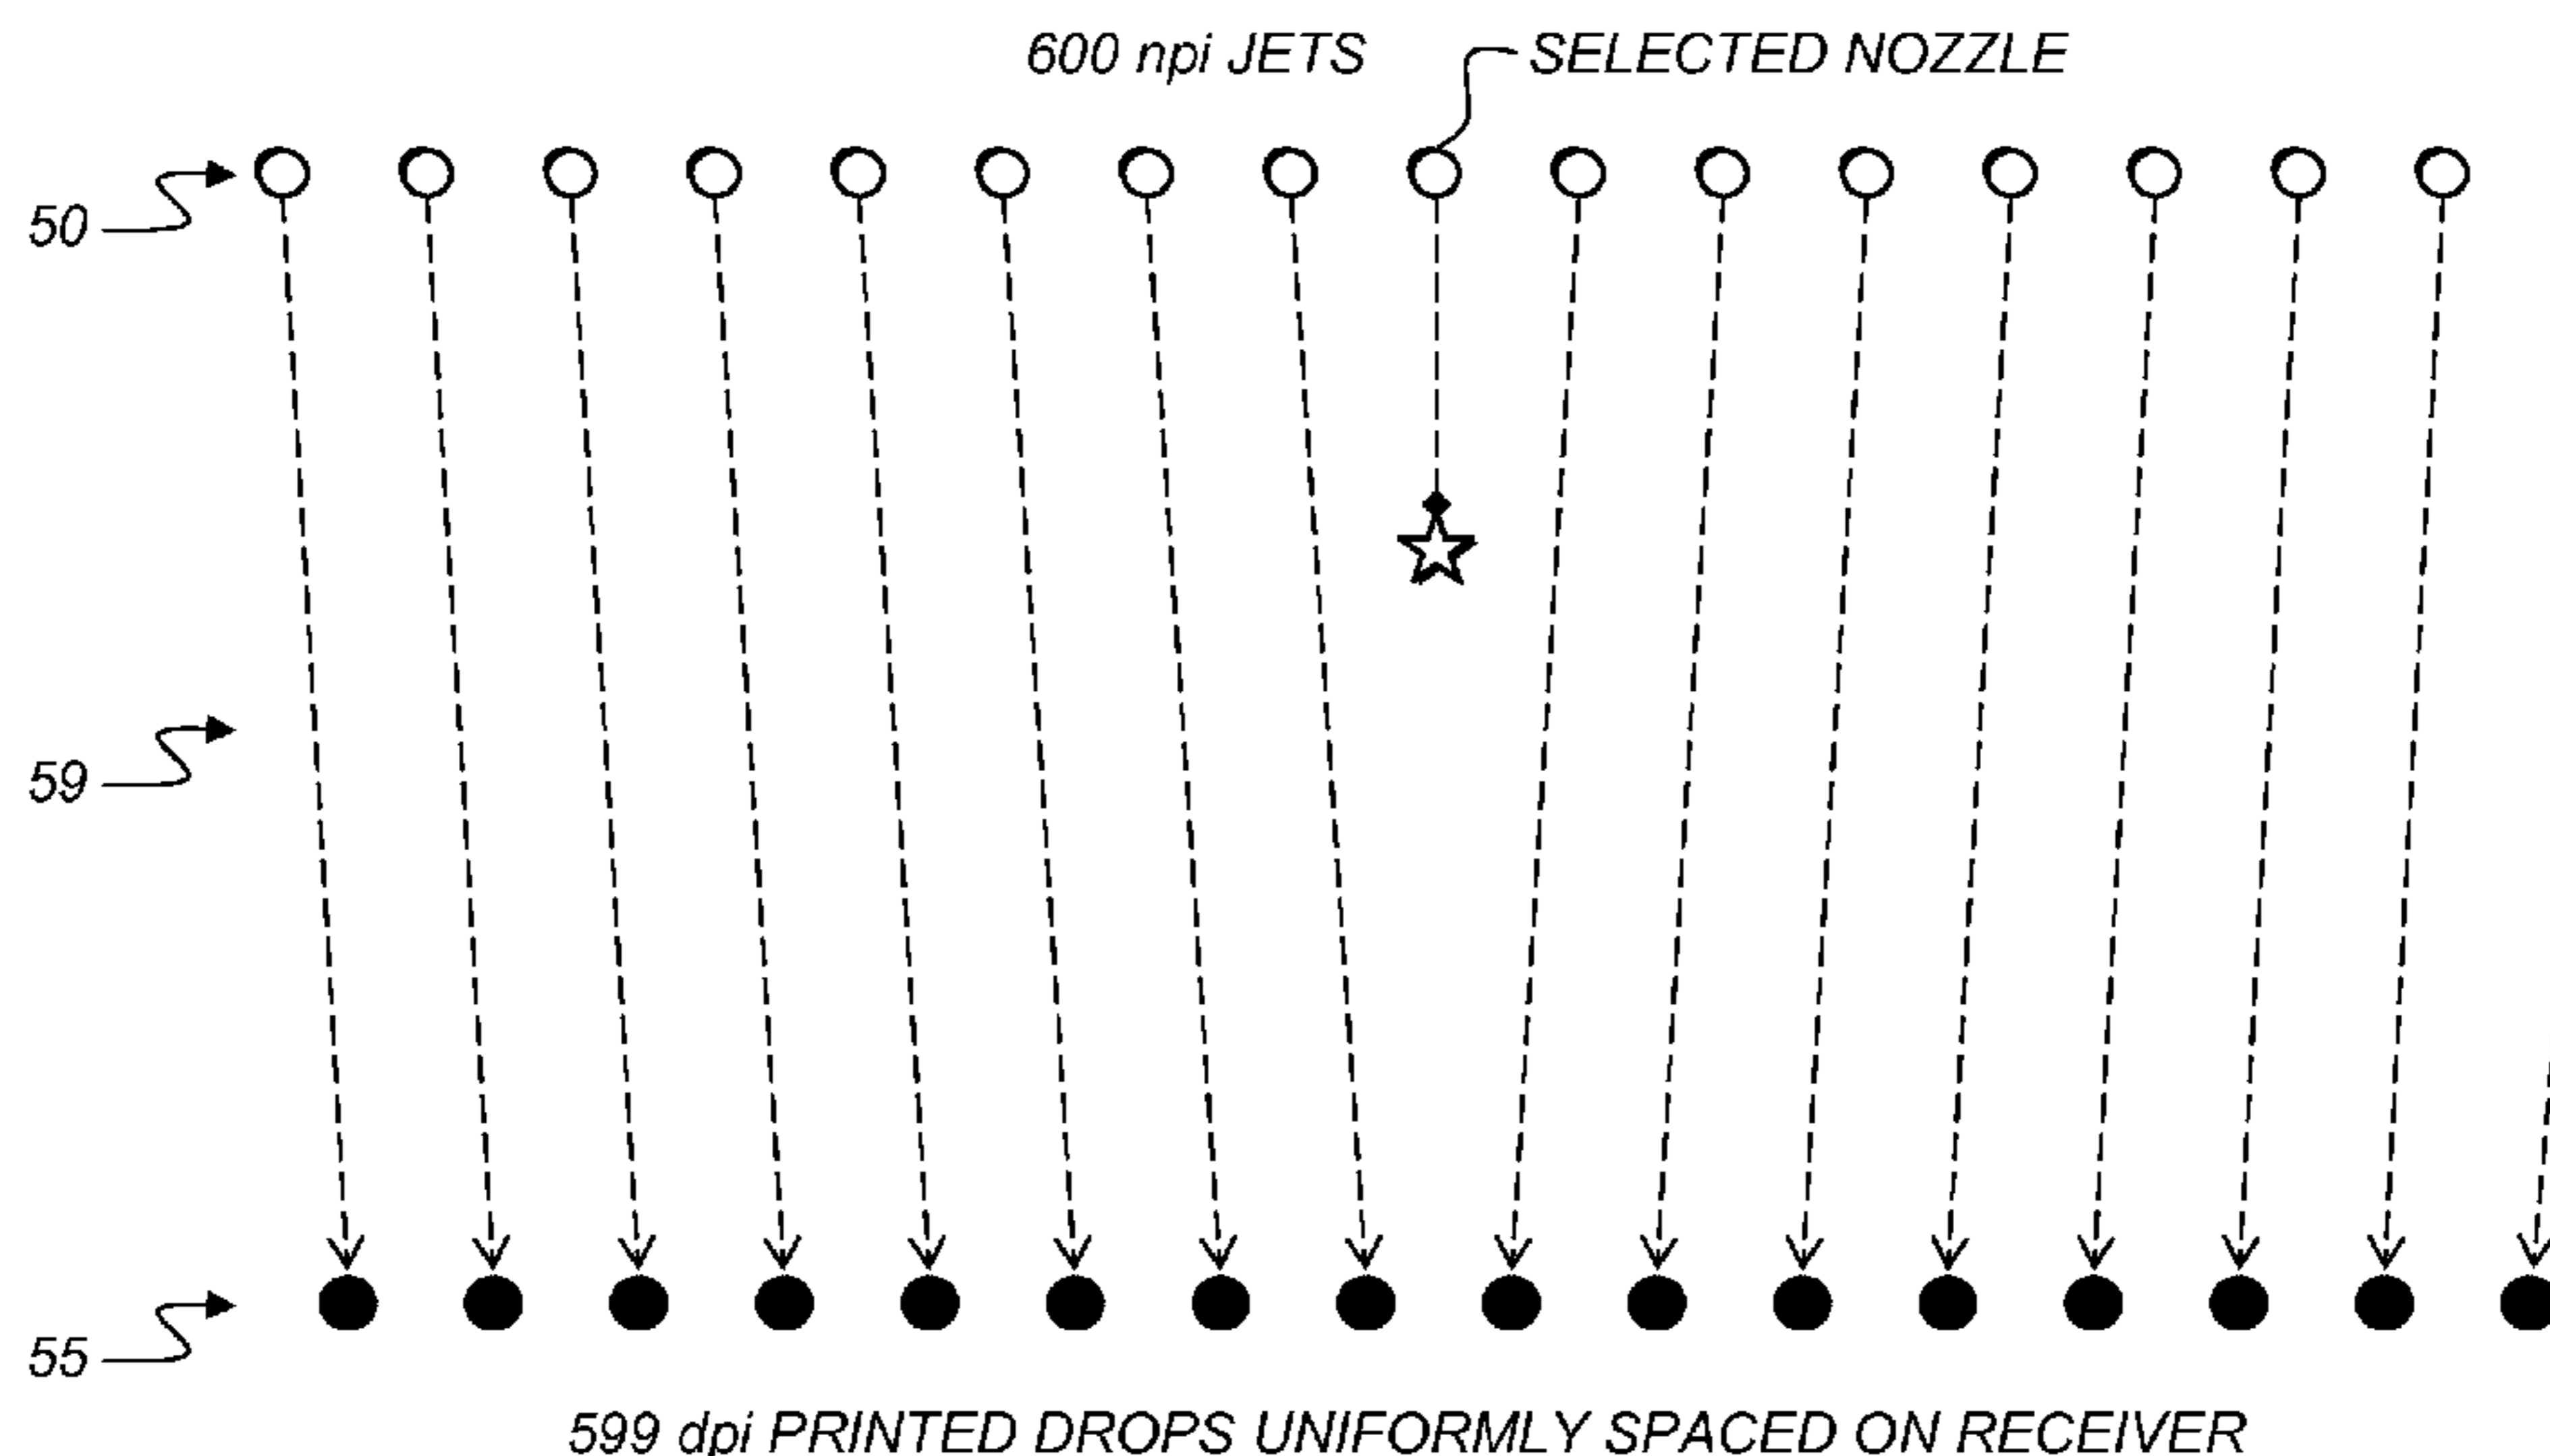 600 npi JETS
SELECTED NOZZLE
50
59
55
599 dpi PRINTED DROPS UNIFORMLY SPACED ON RECEIVER